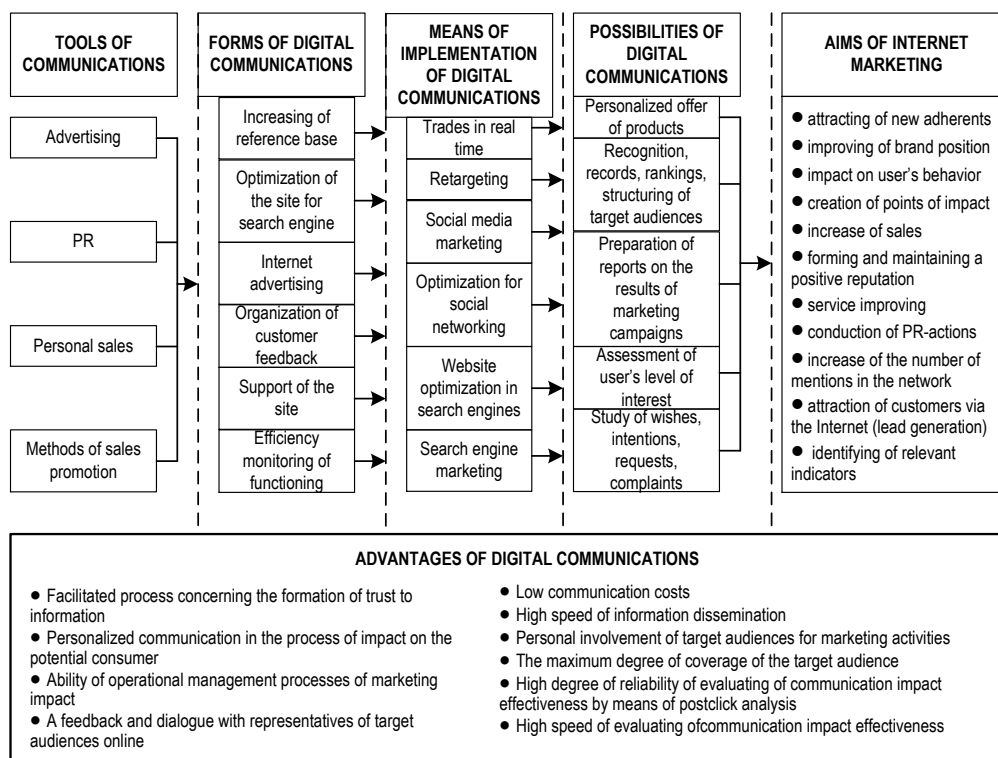 TOOLS OF
COMMUNICATIONS
Advertising
PR
Personal sales
Methods of sales
promotion
FORMS OF DIGITAL
COMMUNICATIONS
Increasing of
reference base
Optimization of
the site for
search engine
Internet
advertising
Organization of
customer
feedback
Support of the
site
Efficiency
monitoring of
functioning
MEANS OF
IMPLEMENTATION
OF DIGITAL
COMMUNICATIONS
Trades in real
time
Retargeting
Social media
marketing
Optimization for
social
networking
Website
optimization in
search engines
Search engine
marketing
POSSIBILITIES OF
DIGITAL
COMMUNICATIONS
Personalized offer
of products
Recognition,
records, rankings,
structuring of
target audiences
Preparation of
reports on the
results of
marketing
campaigns
Assessment of
user's level of
interest
Study of wishes,
intentions,
requests,
complaints
AIMS OF INTERNET
MARKETING
● attracting of new adherents
● improving of brand position
● impact on user's behavior
● creation of points of impact
● increase of sales
● forming and maintaining a
positive reputation
● service improving
● conduction of PR-actions
● increase of the number of
mentions in the network
● attraction of customers via
the Internet (lead generation)
● identifying of relevant
indicators
ADVANTAGES OF DIGITAL COMMUNICATIONS
● Facilitated process concerning the formation of trust to
information
● Personalized communication in the process of impact on the
potential consumer
● Ability of operational management processes of marketing
impact
● A feedback and dialogue with representatives of target
audiences online
● Low communication costs
● High speed of information dissemination
● Personal involvement of target audiences for marketing activities
● The maximum degree of coverage of the target audience
● High degree of reliability of evaluating of communication impact
effectiveness by means of postclick analysis
● High speed of evaluating ofcommunication impact effectiveness